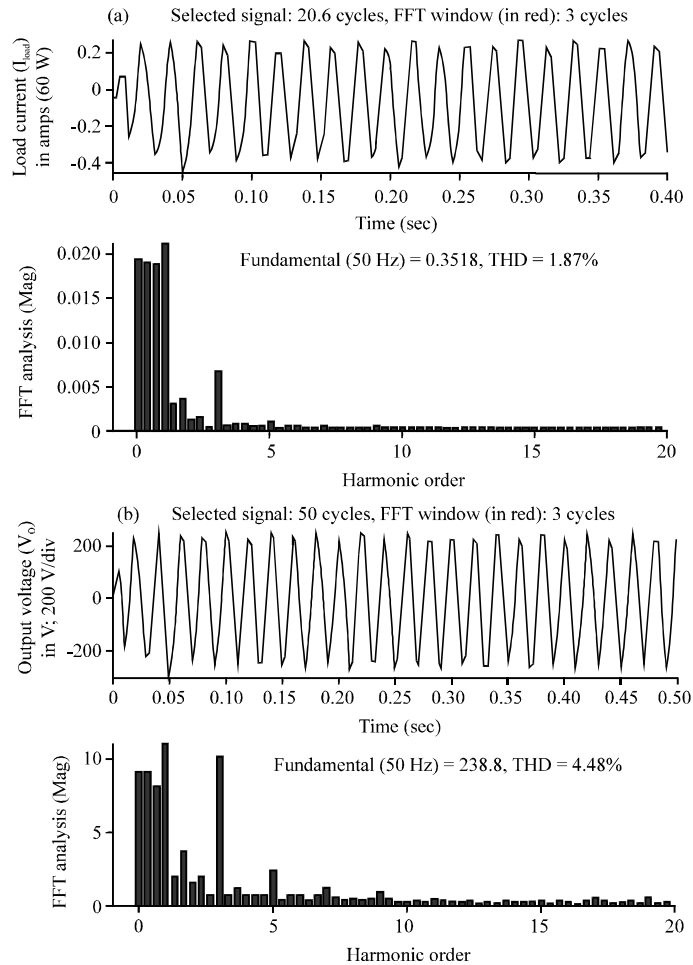 (a) Selected signal: 20.6 cycles, FFT window (in red): 3 cycles
Load current (I_load)
in amps (60 W)
0.2
0
-0.2
-0.4
0 0.05 0.10 0.15 0.20 0.25 0.30 0.35 0.40
Time (sec)
FFT analysis (Mag)
0.020
0.015
0.010
0.005
0
Fundamental (50 Hz) = 0.3518, THD = 1.87%
0 5 10 15 20
Harmonic order
(b) Selected signal: 50 cycles, FFT window (in red): 3 cycles
Output voltage (V_o)
in V; 200 V/div
200
0
-200
0 0.05 0.10 0.15 0.20 0.25 0.30 0.35 0.40 0.45 0.50
Time (sec)
FFT analysis (Mag)
10
5
0
Fundamental (50 Hz) = 238.8, THD = 4.48%
0 5 10 15 20
Harmonic order